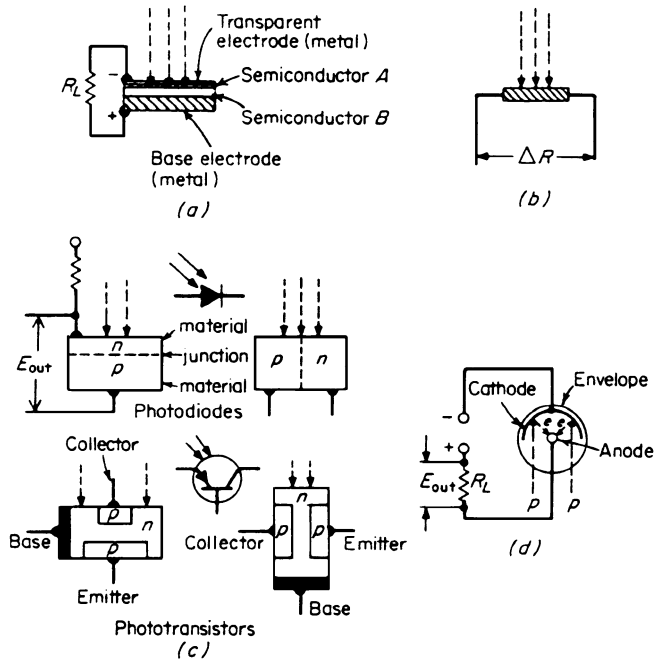 Transparent
electrode (metal)
Semiconductor A
R_L
−
+
Semiconductor B
Base electrode
(metal)
(a)
ΔR
(b)
E_out
n
p
material
junction
material
p n
Photodiodes
Collector
p
n
Base
p
Emitter
n
Collector
p p
Emitter
Base
Phototransistors
(c)
Cathode
Envelope
−
+
e e
Anode
E_out
R_L
p p
(d)